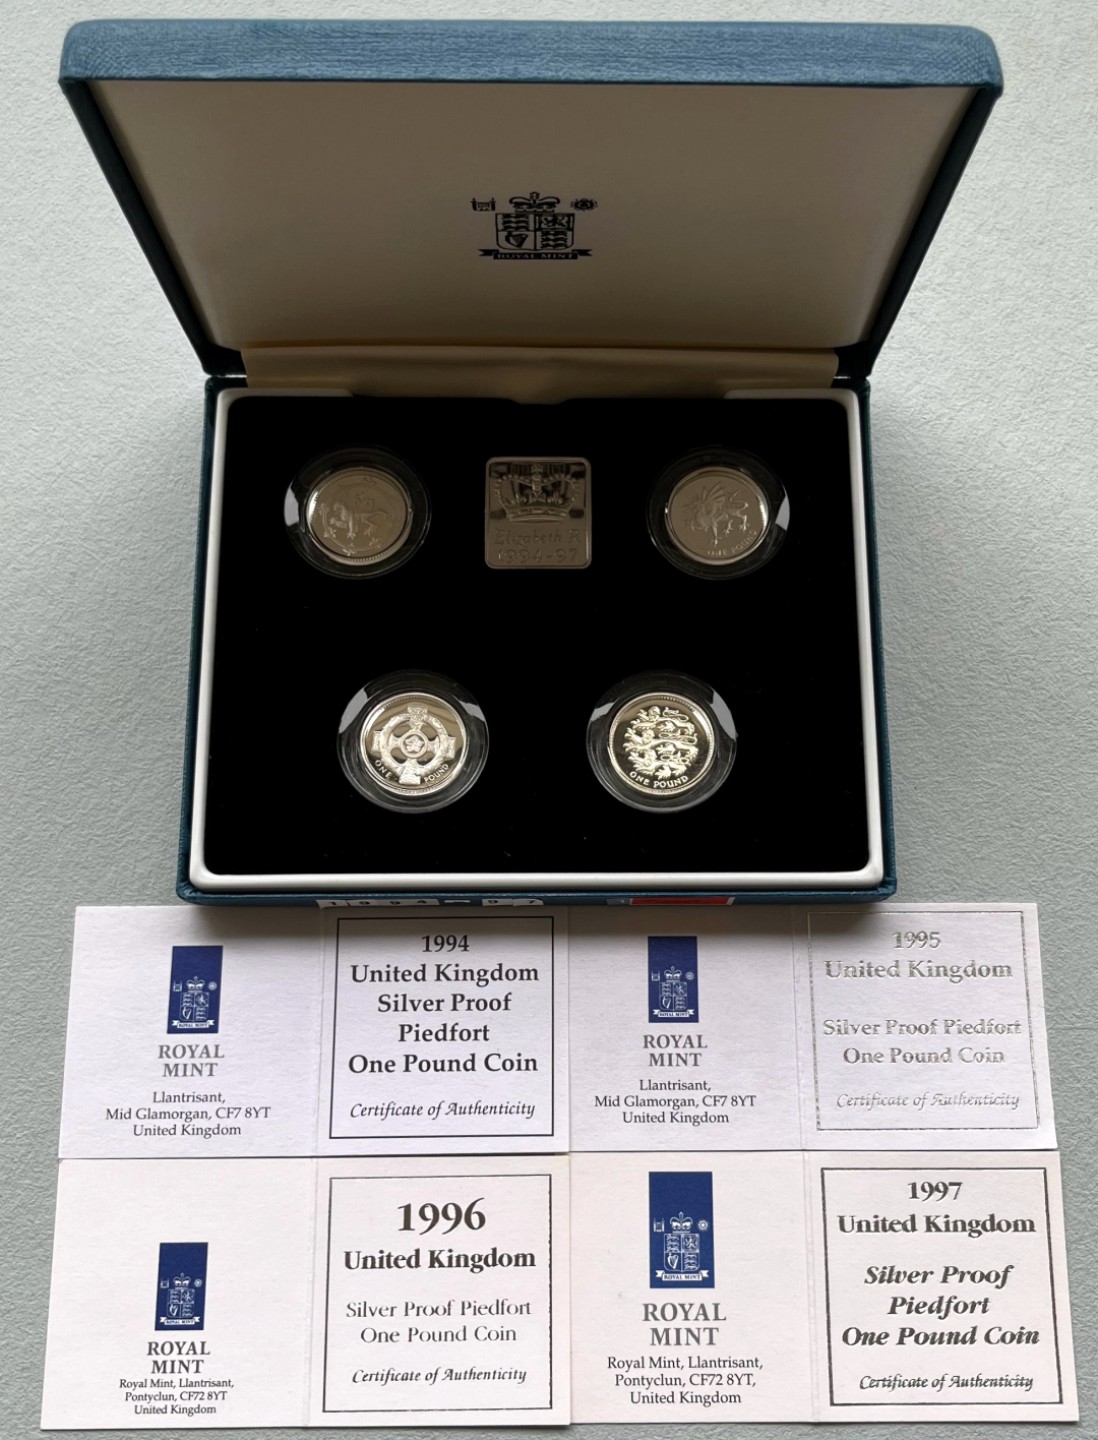 ROYAL MINT
Elizabeth R
1994-97
ONE POUND
ONE POUND
ONE POUND
1994-97
ROYAL MINT
ROYAL
MINT
Llantrisant,
Mid Glamorgan, CF7 8YT
United Kingdom
1994
United Kingdom
Silver Proof
Piedfort
One Pound Coin
Certificate of Authenticity
ROYAL MINT
ROYAL
MINT
Llantrisant,
Mid Glamorgan, CF7 8YT
United Kingdom
1995
United Kingdom
Silver Proof Piedfort
One Pound Coin
Certificate of Authenticity
ROYAL MINT
ROYAL
MINT
Royal Mint, Llantrisant,
Pontyclun, CF72 8YT
United Kingdom
1996
United Kingdom
Silver Proof Piedfort
One Pound Coin
Certificate of Authenticity
ROYAL MINT
ROYAL
MINT
Royal Mint, Llantrisant,
Pontyclun, CF72 8YT,
United Kingdom
1997
United Kingdom
Silver Proof
Piedfort
One Pound Coin
Certificate of Authenticity